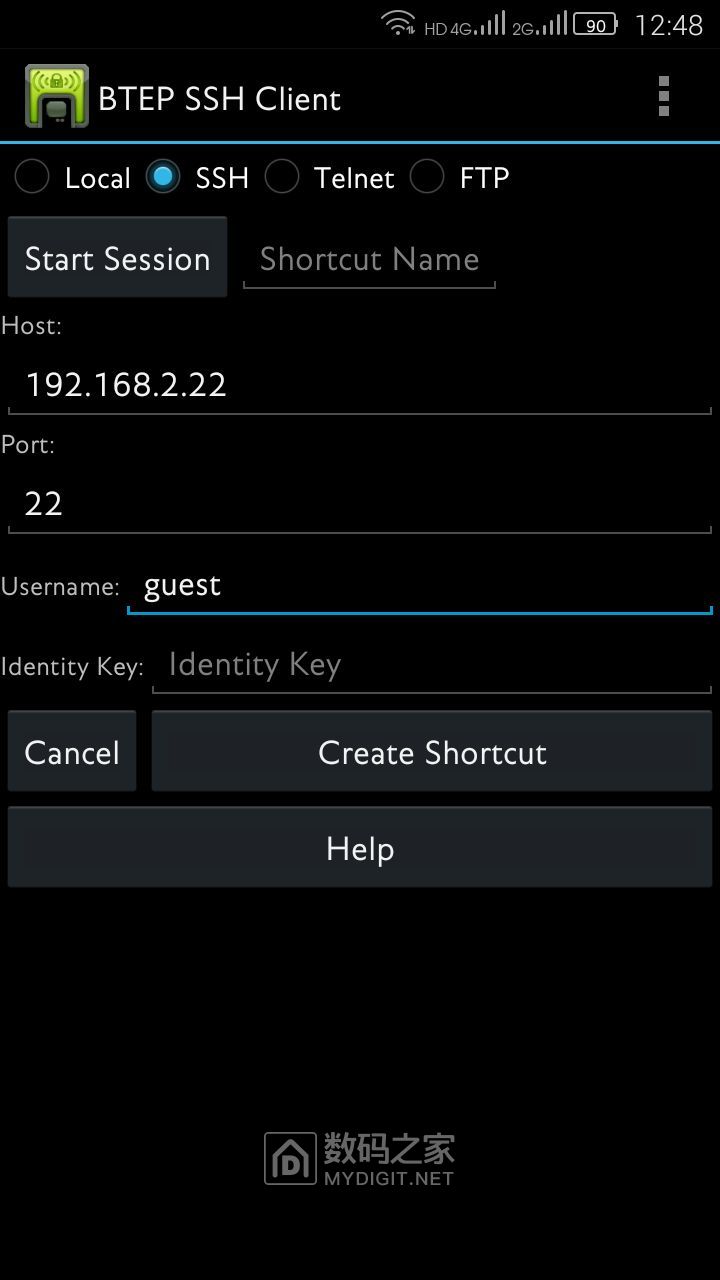 HD 4G 2G 90 12:48
BTEP SSH Client
Local SSH Telnet FTP
Start Session Shortcut Name
Host:
192.168.2.22
Port:
22
Username: guest
Identity Key: Identity Key
Cancel Create Shortcut
Help
数码之家
MYDIGIT.NET